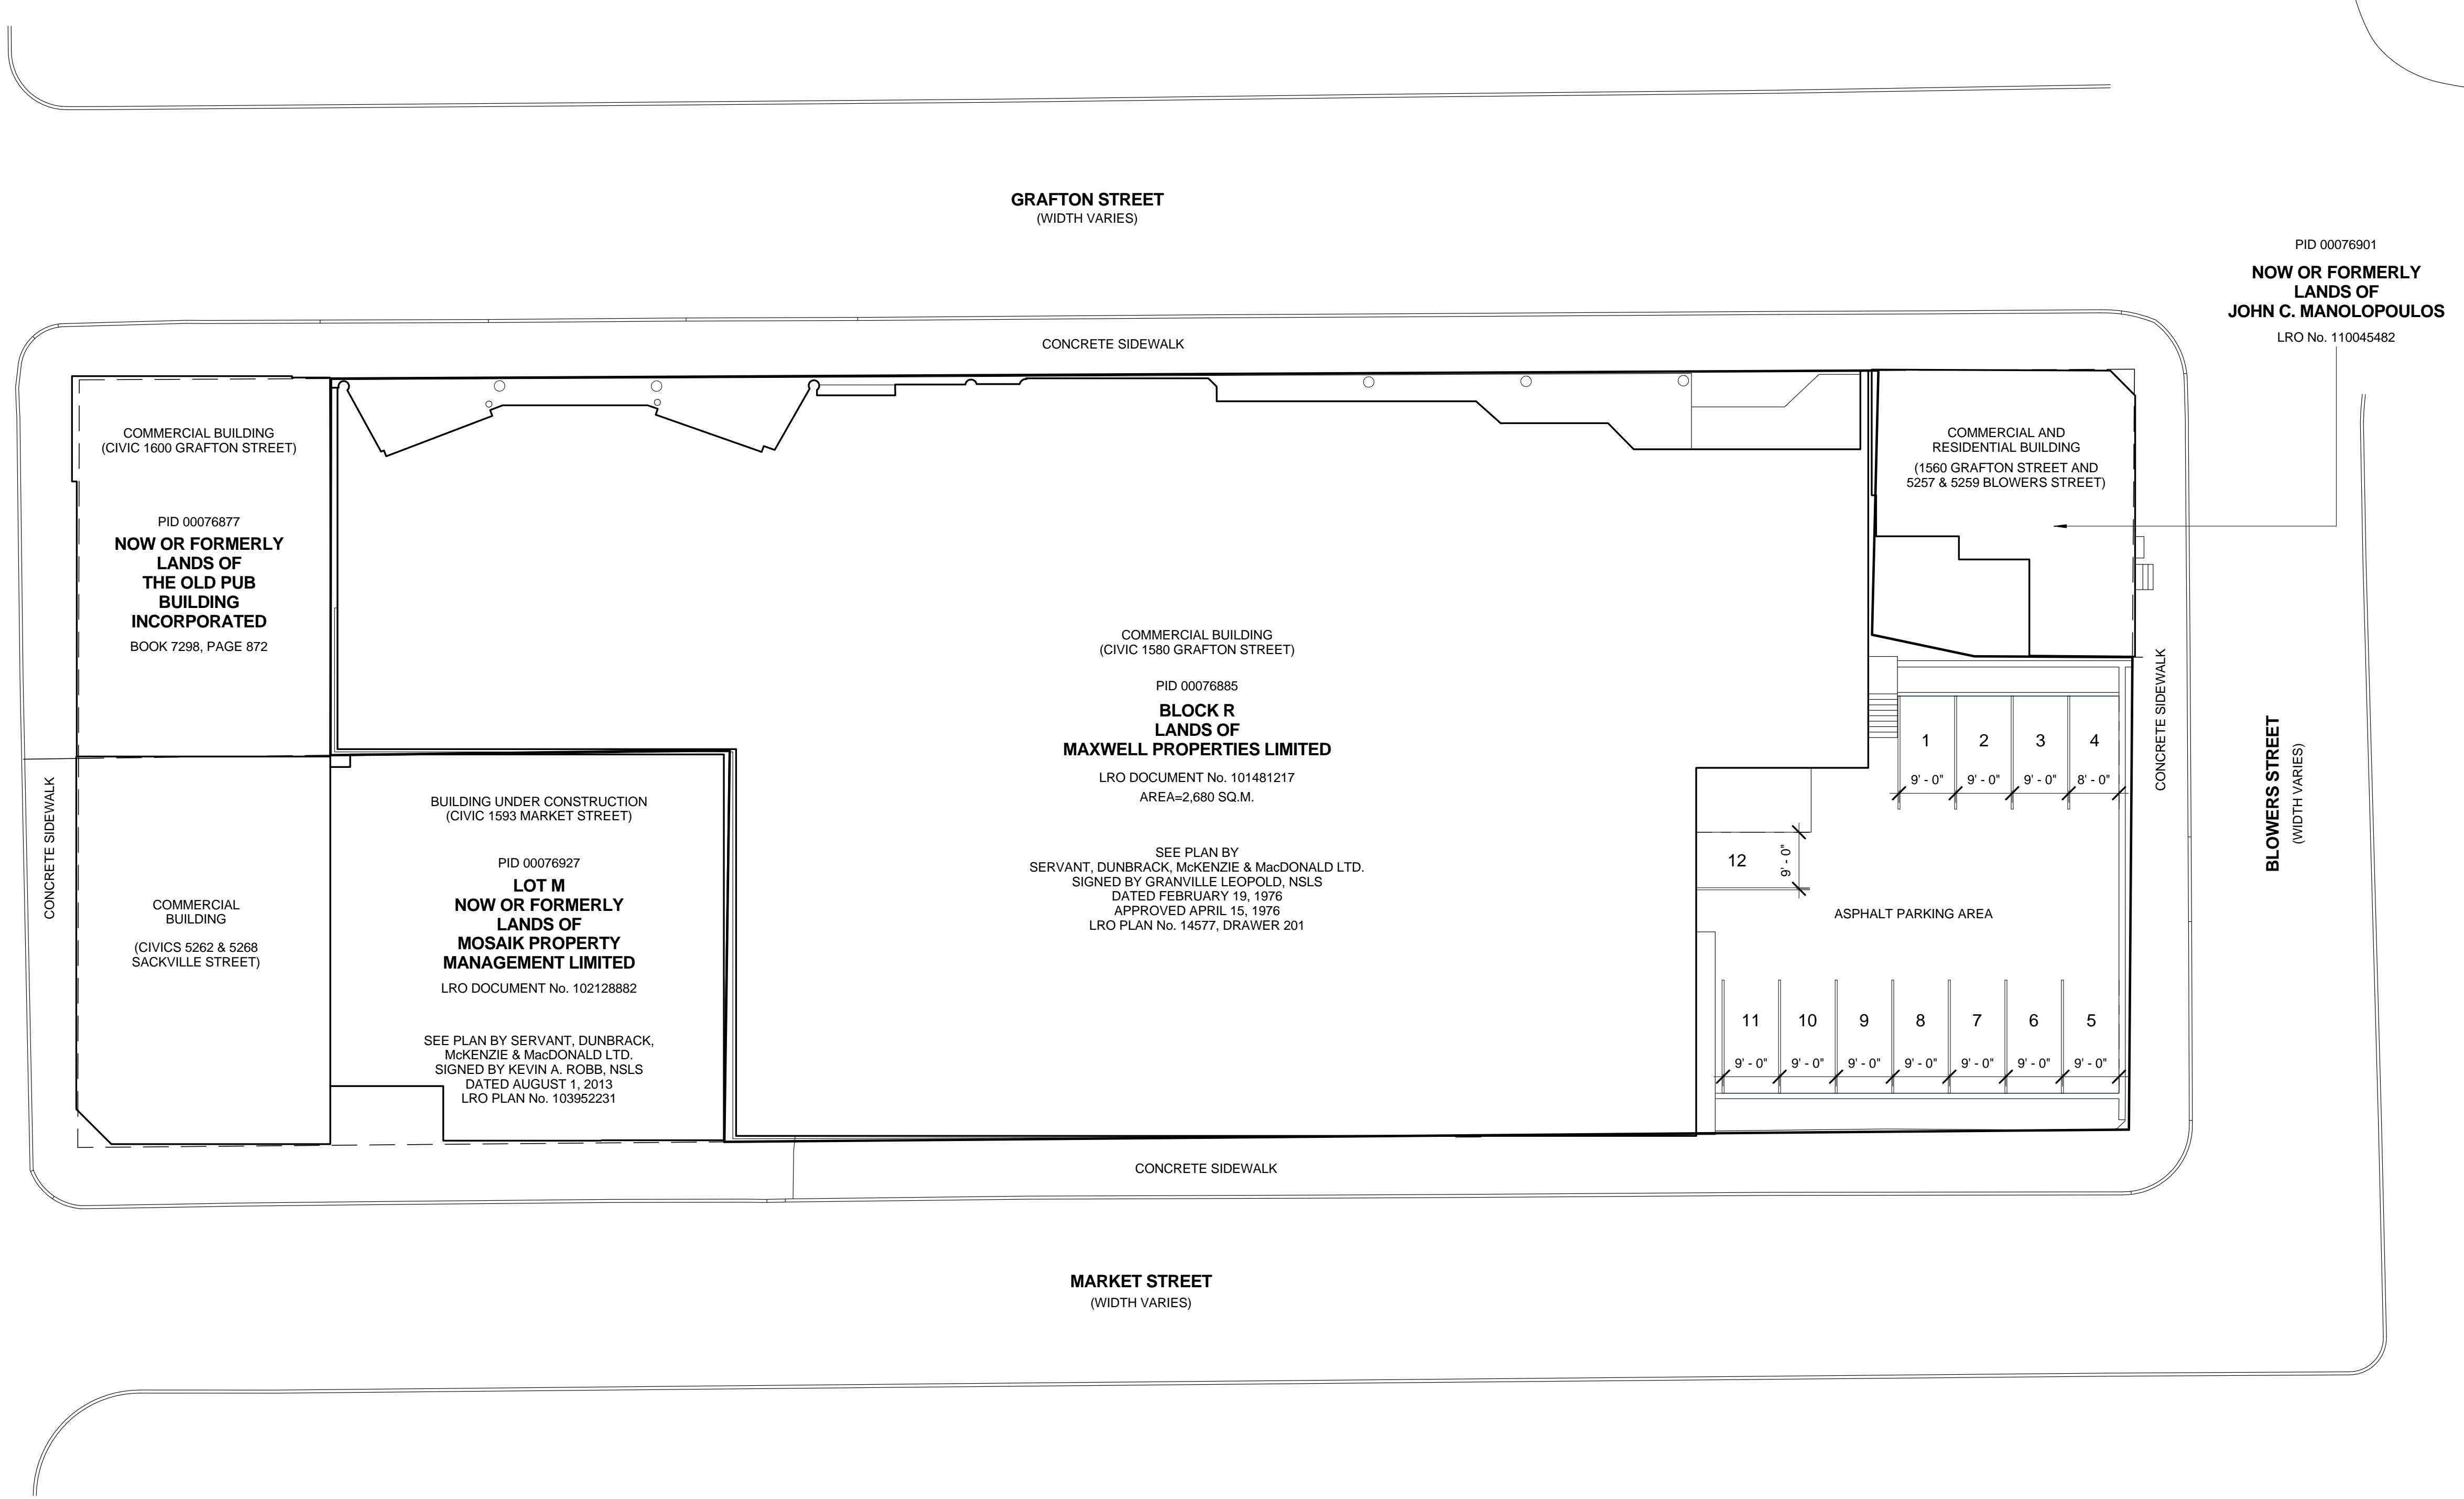 GRAFTON STREET
(WIDTH VARIES)
PID 00076901
NOW OR FORMERLY
LANDS OF
JOHN C. MANOLOPOULOS
LRO No. 110045482
CONCRETE SIDEWALK
COMMERCIAL BUILDING
(CIVIC 1600 GRAFTON STREET)
PID 00076877
NOW OR FORMERLY
LANDS OF
THE OLD PUB
BUILDING
INCORPORATED
BOOK 7298, PAGE 872
COMMERCIAL AND
RESIDENTIAL BUILDING
(1560 GRAFTON STREET AND
5257 & 5259 BLOWERS STREET)
COMMERCIAL BUILDING
(CIVIC 1580 GRAFTON STREET)
PID 00076885
BLOCK R
LANDS OF
MAXWELL PROPERTIES LIMITED
LRO DOCUMENT No. 101481217
AREA=2,680 SQ.M.
SEE PLAN BY
SERVANT, DUNBRACK, McKENZIE & MacDONALD LTD.
SIGNED BY GRANVILLE LEOPOLD, NSLS
DATED FEBRUARY 19, 1976
APPROVED APRIL 15, 1976
LRO PLAN No. 14577, DRAWER 201
CONCRETE SIDEWALK
COMMERCIAL
BUILDING
(CIVICS 5262 & 5268
SACKVILLE STREET)
BUILDING UNDER CONSTRUCTION
(CIVIC 1593 MARKET STREET)
PID 00076927
LOT M
NOW OR FORMERLY
LANDS OF
MOSAIK PROPERTY
MANAGEMENT LIMITED
LRO DOCUMENT No. 102128882
SEE PLAN BY SERVANT, DUNBRACK,
McKENZIE & MacDONALD LTD.
SIGNED BY KEVIN A. ROBB, NSLS
DATED AUGUST 1, 2013
LRO PLAN No. 103952231
1 2 3 4
9' - 0" 9' - 0" 9' - 0" 8' - 0"
12
9' - 0"
ASPHALT PARKING AREA
11 10 9 8 7 6 5
9' - 0" 9' - 0" 9' - 0" 9' - 0" 9' - 0" 9' - 0" 9' - 0"
CONCRETE SIDEWALK
BLOWERS STREET
(WIDTH VARIES)
CONCRETE SIDEWALK
MARKET STREET
(WIDTH VARIES)